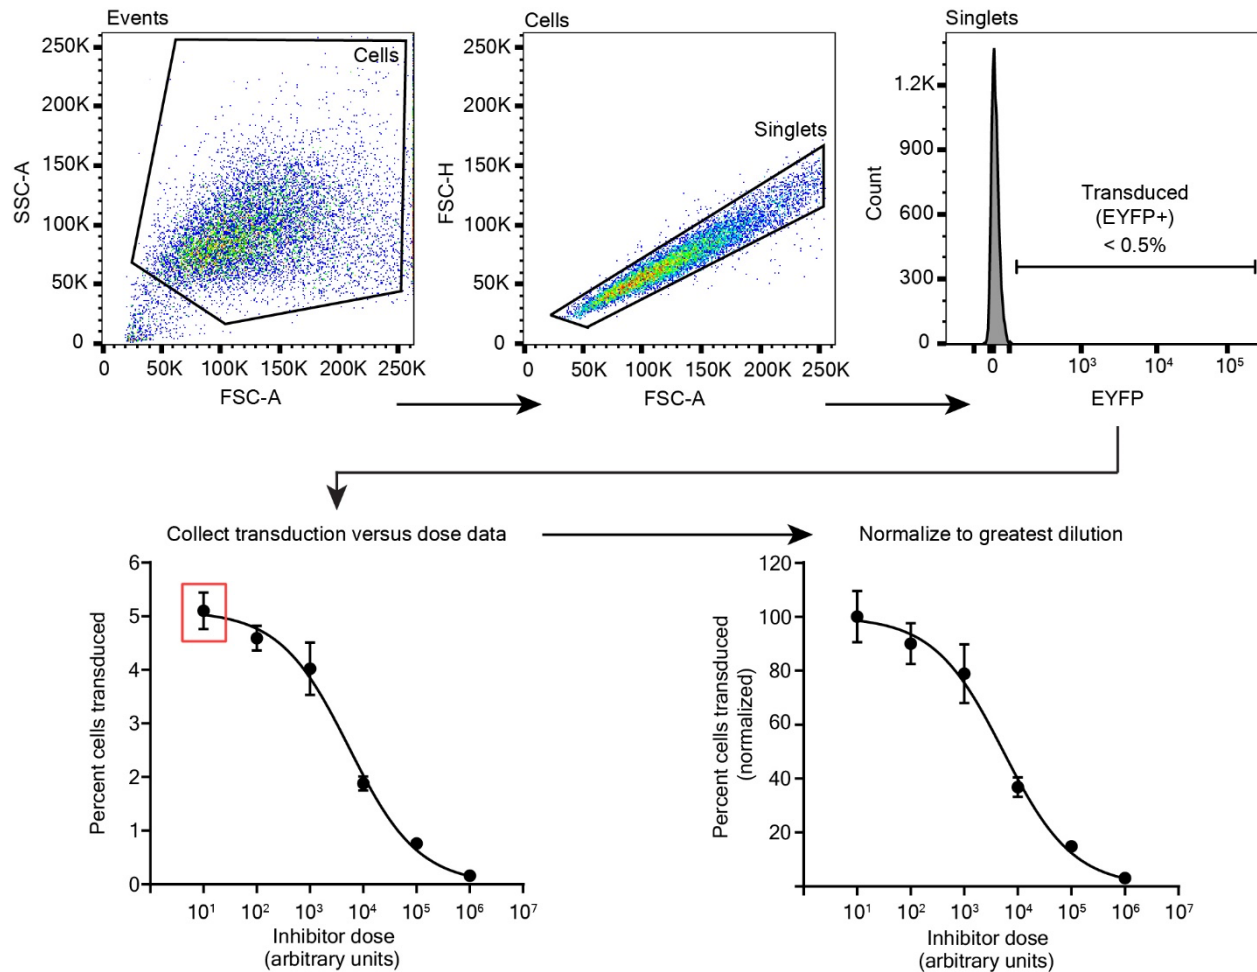 Events
Cells
SSC-A
250K
200K
150K
100K
50K
0
0 50K 100K 150K 200K 250K
FSC-A
Cells
Singlets
FSC-H
250K
200K
150K
100K
50K
0
50K 100K 150K 200K 250K
FSC-A
Singlets
Count
1.2K
900
600
300
0
Transduced
(EYFP+)
< 0.5%
0 10³ 10⁴ 10⁵
EYFP
Collect transduction versus dose data
Percent cells transduced
6
5
4
3
2
1
0
10¹ 10² 10³ 10⁴ 10⁵ 10⁶ 10⁷
Inhibitor dose
(arbitrary units)
Normalize to greatest dilution
Percent cells transduced
(normalized)
120
100
80
60
40
20
10¹ 10² 10³ 10⁴ 10⁵ 10⁶ 10⁷
Inhibitor dose
(arbitrary units)